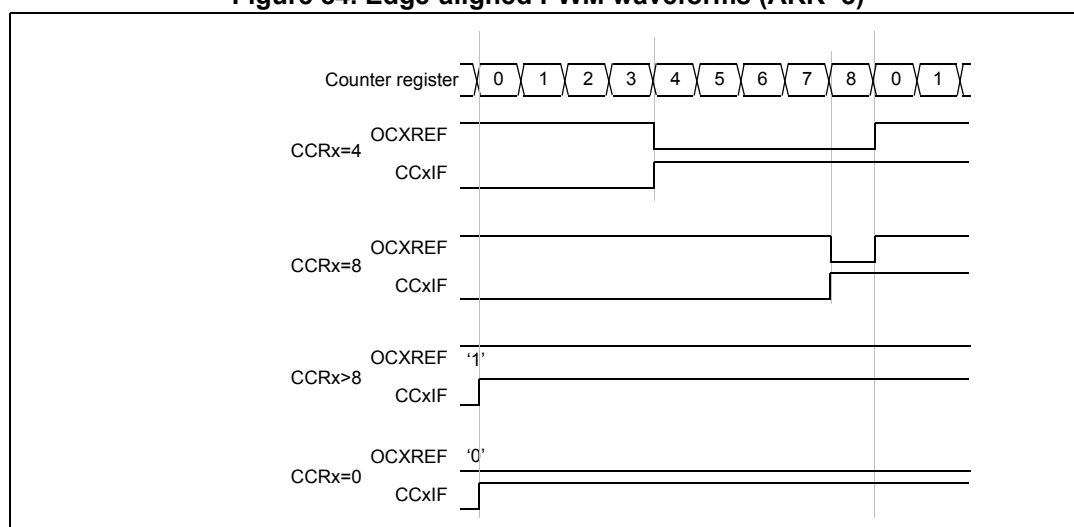 Figure 84. Edge-aligned PWM waveforms (ARR=8)
Counter register 0 1 2 3 4 5 6 7 8 0 1
OCXREF
CCRx=4
CCxIF
OCXREF
CCRx=8
CCxIF
OCXREF '1'
CCRx>8
CCxIF
OCXREF '0'
CCRx=0
CCxIF